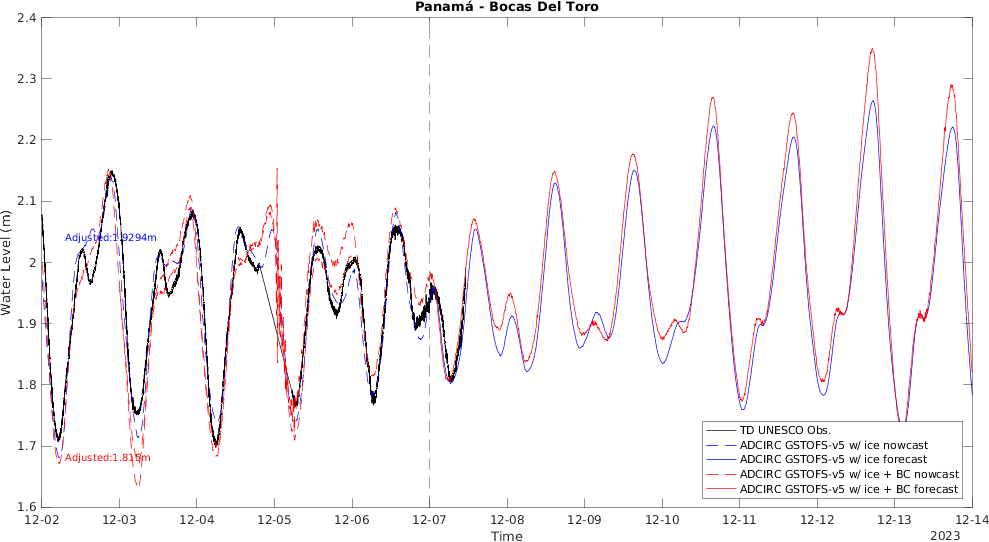 Panamá - Bocas Del Toro
2.4
2.3
2.2
2.1
2
1.9
1.8
1.7
1.6
Water Level (m)
Adjusted:1.9294m
Adjusted:1.815m
TD UNESCO Obs.
ADCIRC GSTOFS-v5 w/ ice nowcast
ADCIRC GSTOFS-v5 w/ ice forecast
ADCIRC GSTOFS-v5 w/ ice + BC nowcast
ADCIRC GSTOFS-v5 w/ ice + BC forecast
12-02 12-03 12-04 12-05 12-06 12-07 12-08 12-09 12-10 12-11 12-12 12-13 12-14
Time
2023